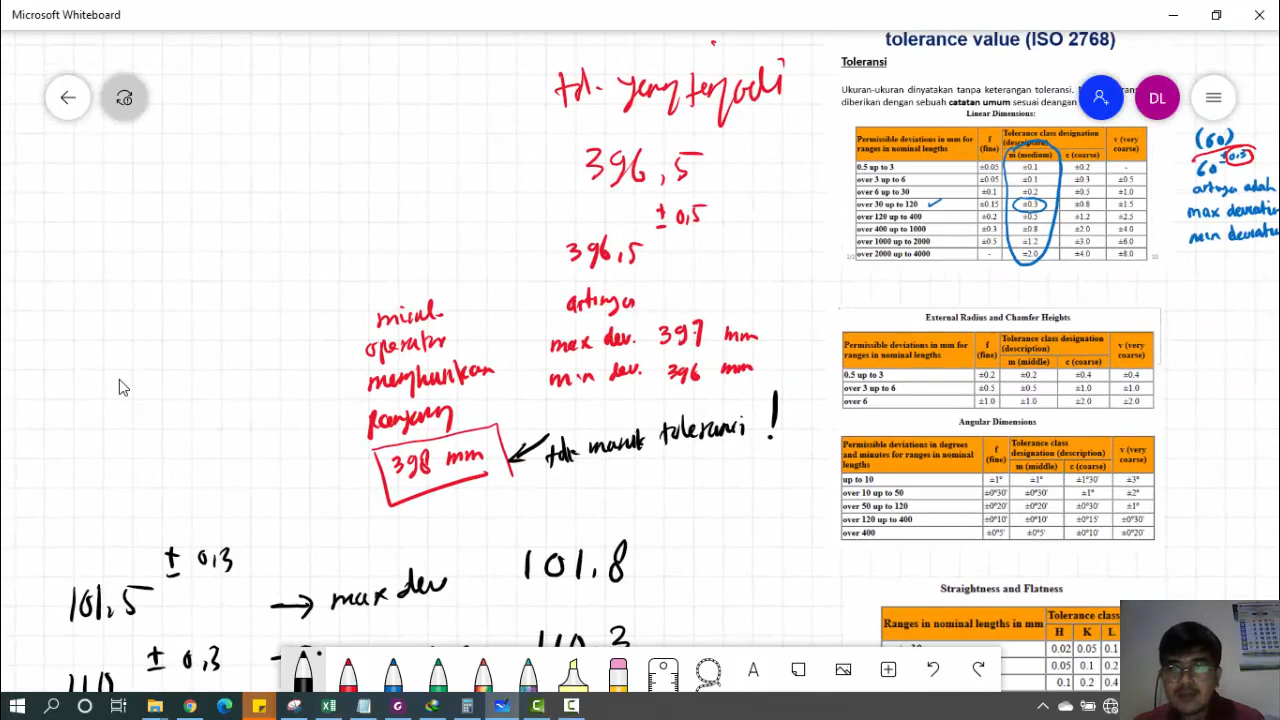 Microsoft Whiteboard
tol. yang terjadi
396,5
± 0,5
396,5
artinya
max dev. 397 mm
min dev. 396 mm
misal
operator
menghasilkan
panjang
398 mm
tdk masuk toleransi !
± 0,3
101,5
→ max dev
101.8
± 0,3
110
110.3
tolerance value (ISO 2768)
Toleransi
Ukuran-ukuran dinyatakan tanpa keterangan toleransi.
diberikan dengan sebuah catatan umum sesuai deangan
Linear Dimensions:
Permissible deviations in mm for ranges in nominal lengths
f (fine)
Tolerance class designation (description)
m (medium)
c (coarse)
v (very coarse)
0.5 up to 3 ±0.05 ±0.1 ±0.2 -
over 3 up to 6 ±0.05 ±0.1 ±0.3 ±0.5
over 6 up to 30 ±0.1 ±0.2 ±0.5 ±1.0
over 30 up to 120 ±0.15 ±0.3 ±0.8 ±1.5
over 120 up to 400 ±0.2 ±0.5 ±1.2 ±2.5
over 400 up to 1000 ±0.3 ±0.8 ±2.0 ±4.0
over 1000 up to 2000 ±0.5 ±1.2 ±3.0 ±6.0
over 2000 up to 4000 - ±2.0 ±4.0 ±8.0
10
DL
(60)
60 ±0,3
artinya adalah
max deviation
min deviation
External Radius and Chamfer Heights
Permissible deviations in mm for ranges in nominal lengths
f (fine)
Tolerance class designation (description)
m (middle)
c (coarse)
v (very coarse)
0.5 up to 3 ±0.2 ±0.2 ±0.4 ±0.4
over 3 up to 6 ±0.5 ±0.5 ±1.0 ±1.0
over 6 ±1.0 ±1.0 ±2.0 ±2.0
Angular Dimensions
Permissible deviations in degrees and minutes for ranges in nominal lengths
f (fine)
Tolerance class designation (description)
m (middle)
c (coarse)
v (very coarse)
up to 10 ±1° ±1° ±1°30' ±3°
over 10 up to 50 ±0°30' ±0°30' ±1° ±2°
over 50 up to 120 ±0°20' ±0°20' ±0°30' ±1°
over 120 up to 400 ±0°10' ±0°10' ±0°15' ±0°30'
over 400 ±0°5' ±0°5' ±0°10' ±0°20'
Straightness and Flatness
Ranges in nominal lengths in mm
Tolerance class
H K L
0.02 0.05 0.1
0.05 0.1 0.2
0.1 0.2 0.4